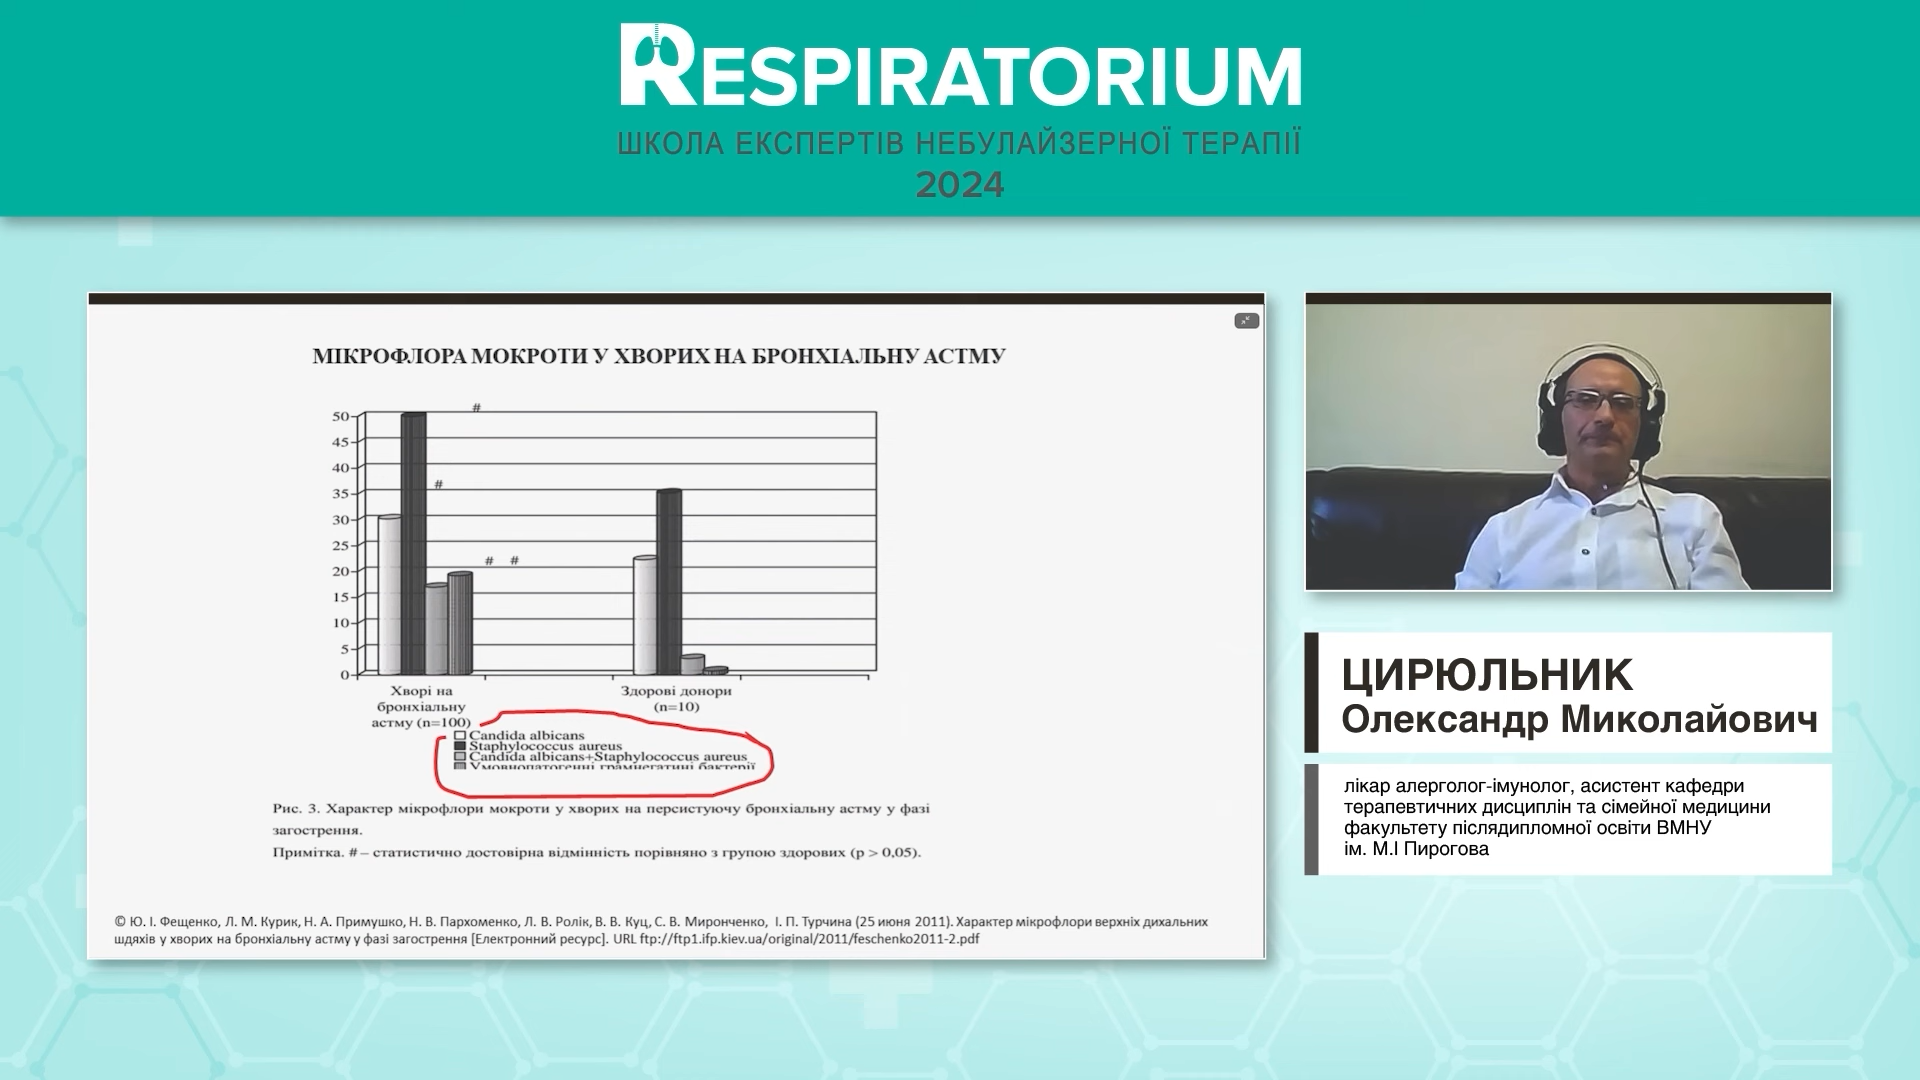 RESPIRATORIUM
ШКОЛА ЕКСПЕРТІВ НЕБУЛАЙЗЕРНОЇ ТЕРАПІЇ
2024
МІКРОФЛОРА МОКРОТИ У ХВОРИХ НА БРОНХІАЛЬНУ АСТМУ
#
50
45
40
#
35
30
25
# #
20
15
10
5
0
Хворі на
бронхіальну
астму (n=100)
Здорові донори
(n=10)
Candida albicans
Staphylococcus aureus
Candida albicans+Staphylococcus aureus
Умовнопатогенні грамнегатині бактерії
Рис. 3. Характер мікрофлори мокроти у хворих на персистуючу бронхіальну астму у фазі
загострення.
Примітка. # – статистично достовірна відмінність порівняно з групою здорових (p > 0,05).
© Ю. І. Фещенко, Л. М. Курик, Н. А. Примушко, Н. В. Пархоменко, Л. В. Ролік, В. В. Куц, С. В. Миронченко, І. П. Турчина (25 июня 2011). Характер мікрофлори верхніх дихальних
шдяхів у хворих на бронхіальну астму у фазі загострення [Електронний ресурс]. URL ftp://ftp1.ifp.kiev.ua/original/2011/feschenko2011-2.pdf
ЦИРЮЛЬНИК
Олександр Миколайович
лікар алерголог-імунолог, асистент кафедри
терапевтичних дисциплін та сімейної медицини
факультету післядипломної освіти ВМНУ
ім. М.І Пирогова